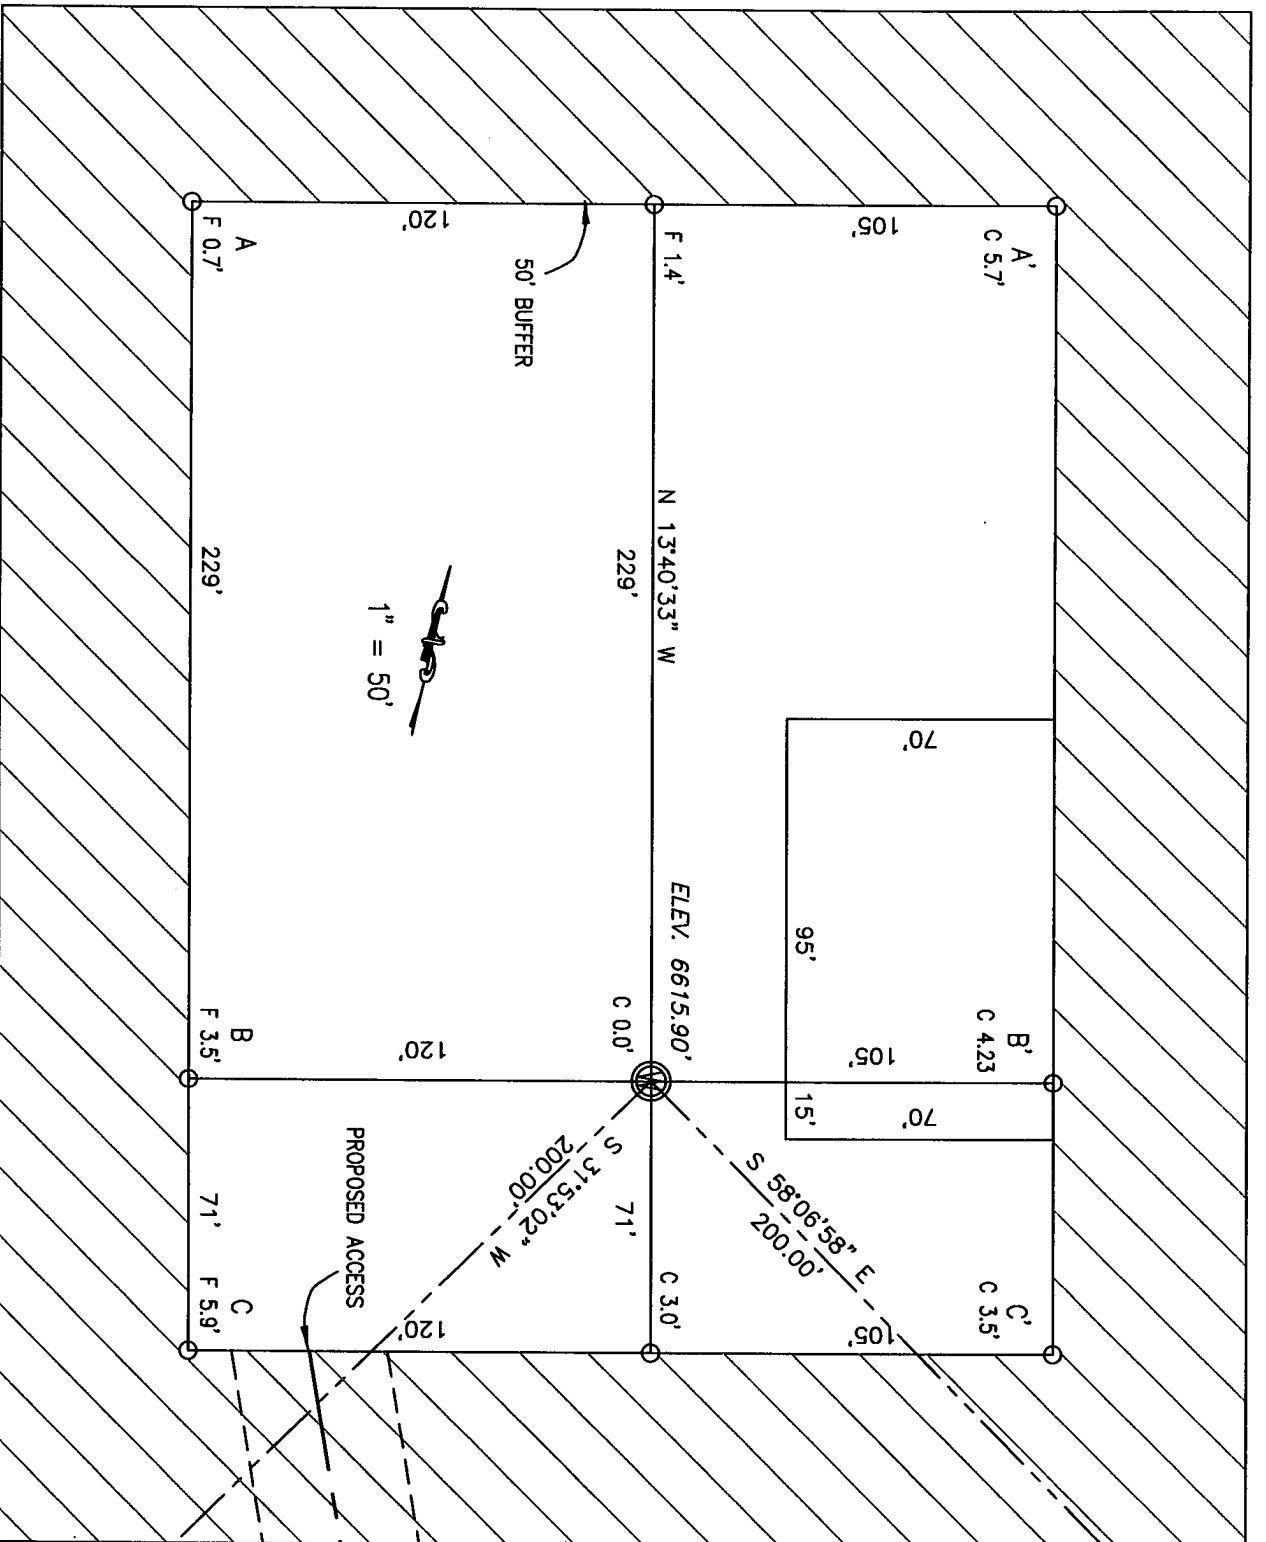 A'
C 5.7'
105'
F 1.4'
120'
A
F 0.7'
50' BUFFER
N 13°40'33" W
229'
229'
1" = 50'
70'
95'
15'
70'
ELEV. 6615.90'
C 0.0'
B'
C 4.23
105'
120'
B
F 3.5'
S 58°06'58" E
200.00'
S 31°53'02" W
200.00'
71'
71'
PROPOSED ACCESS
C'
C 3.5'
105'
C 3.0'
120'
C
F 5.9'